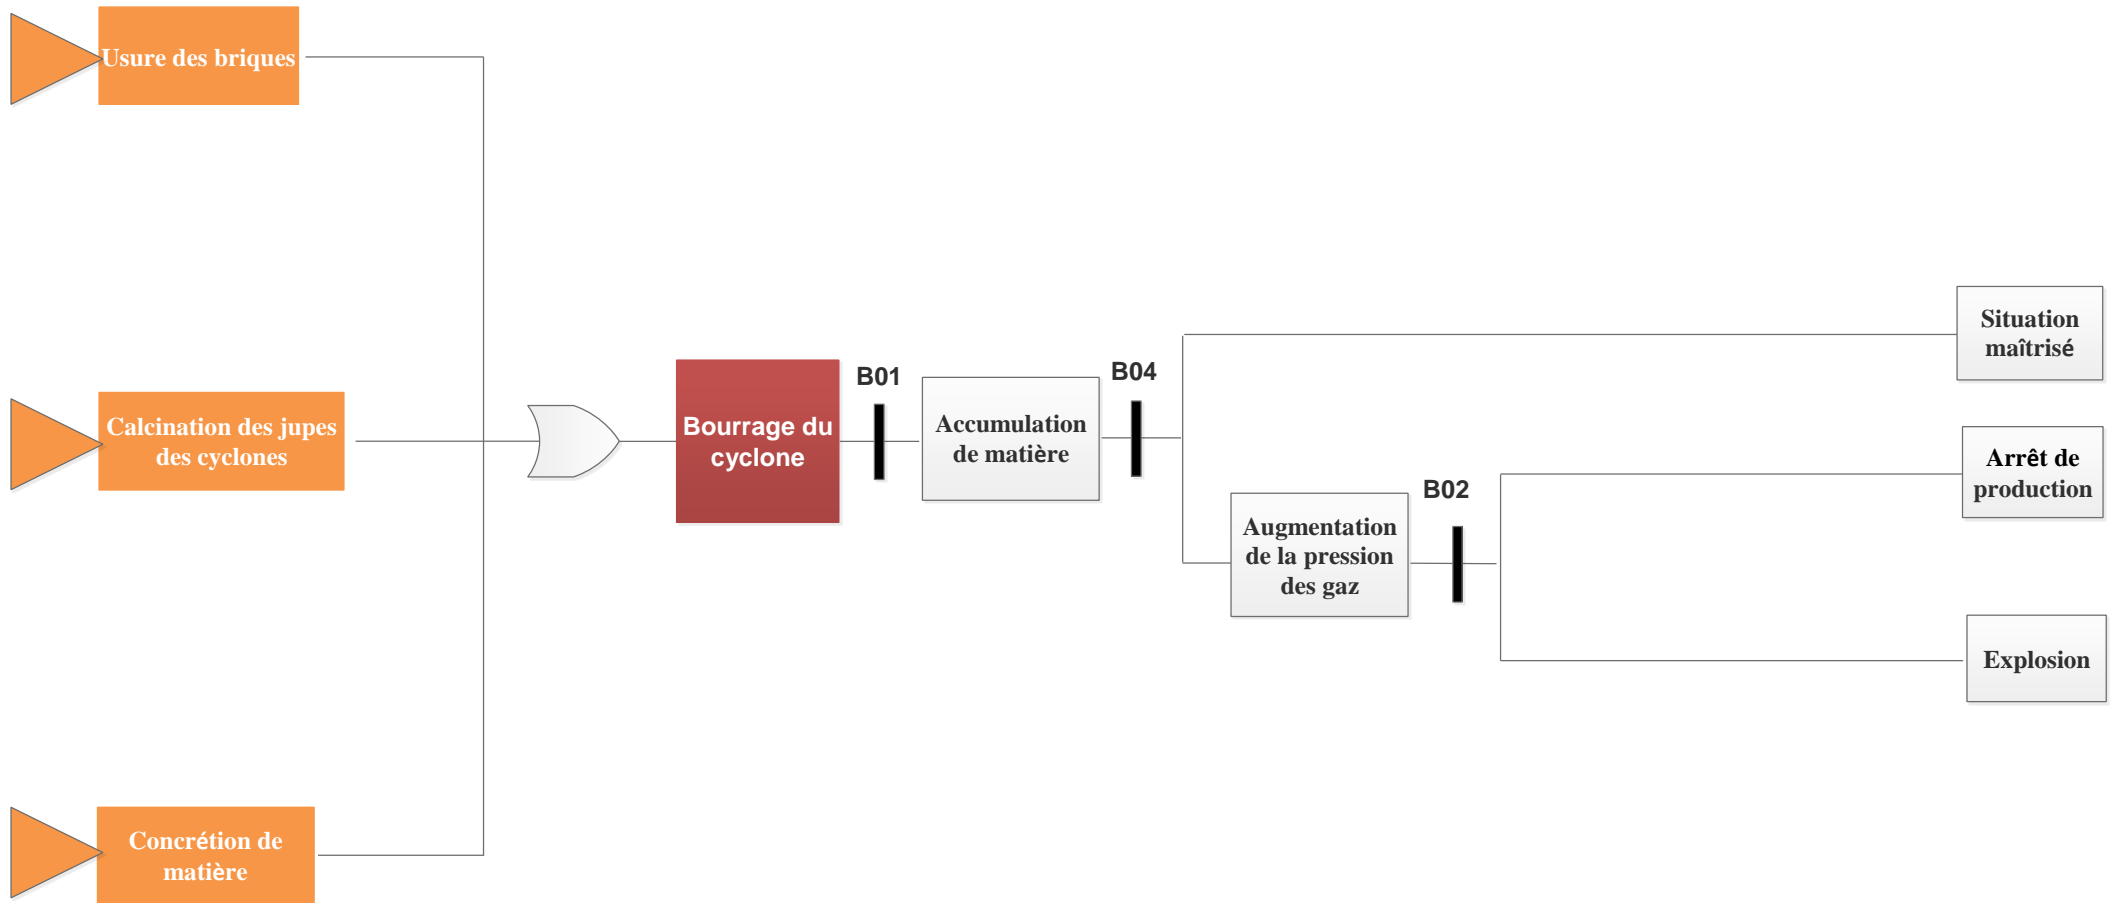 Usure des briques
Calcination des jupes
des cyclones
Concrétion de
matière
Bourrage du
cyclone
B01
Accumulation
de matière
B04
Augmentation
de la pression
des gaz
B02
Situation
maîtrisé
Arrêt de
production
Explosion